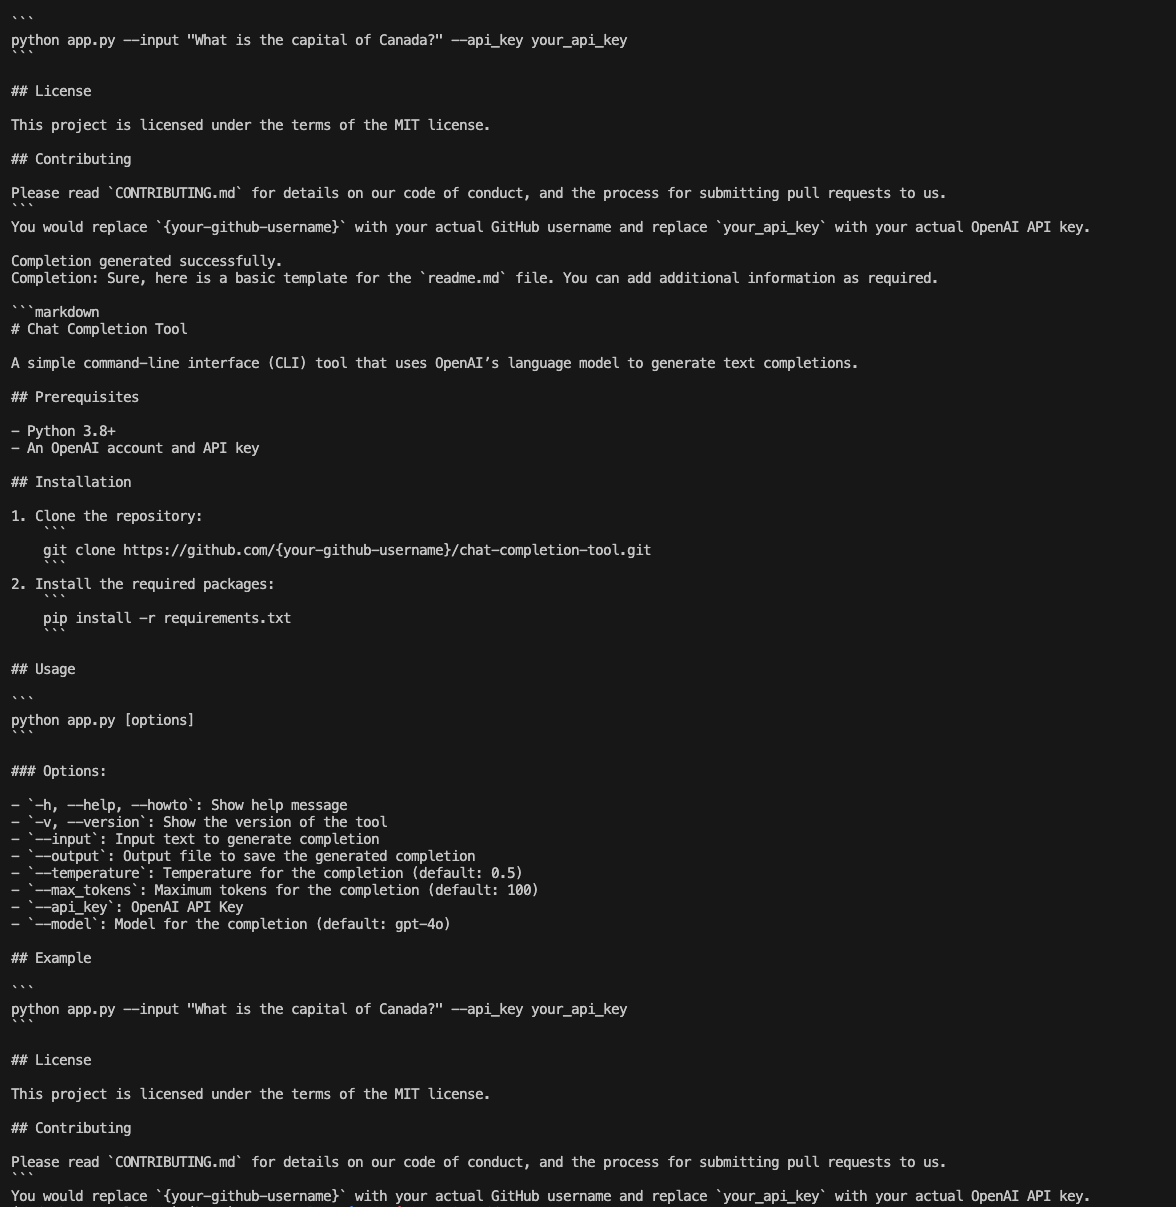 ```
python app.py --input "What is the capital of Canada?" --api_key your_api_key
```
## License
This project is licensed under the terms of the MIT license.
## Contributing
Please read `CONTRIBUTING.md` for details on our code of conduct, and the process for submitting pull requests to us.
```
You would replace `{your-github-username}` with your actual GitHub username and replace `your_api_key` with your actual OpenAI API key.
Completion generated successfully.
Completion: Sure, here is a basic template for the `readme.md` file. You can add additional information as required.
```markdown
# Chat Completion Tool
A simple command-line interface (CLI) tool that uses OpenAI’s language model to generate text completions.
## Prerequisites
- Python 3.8+
- An OpenAI account and API key
## Installation
1. Clone the repository:
```
git clone https://github.com/{your-github-username}/chat-completion-tool.git
```
2. Install the required packages:
```
pip install -r requirements.txt
```
## Usage
```
python app.py [options]
```
### Options:
- `-h, --help, --howto`: Show help message
- `-v, --version`: Show the version of the tool
- `--input`: Input text to generate completion
- `--output`: Output file to save the generated completion
- `--temperature`: Temperature for the completion (default: 0.5)
- `--max_tokens`: Maximum tokens for the completion (default: 100)
- `--api_key`: OpenAI API Key
- `--model`: Model for the completion (default: gpt-4o)
## Example
```
python app.py --input "What is the capital of Canada?" --api_key your_api_key
```
## License
This project is licensed under the terms of the MIT license.
## Contributing
Please read `CONTRIBUTING.md` for details on our code of conduct, and the process for submitting pull requests to us.
```
You would replace `{your-github-username}` with your actual GitHub username and replace `your_api_key` with your actual OpenAI API key.